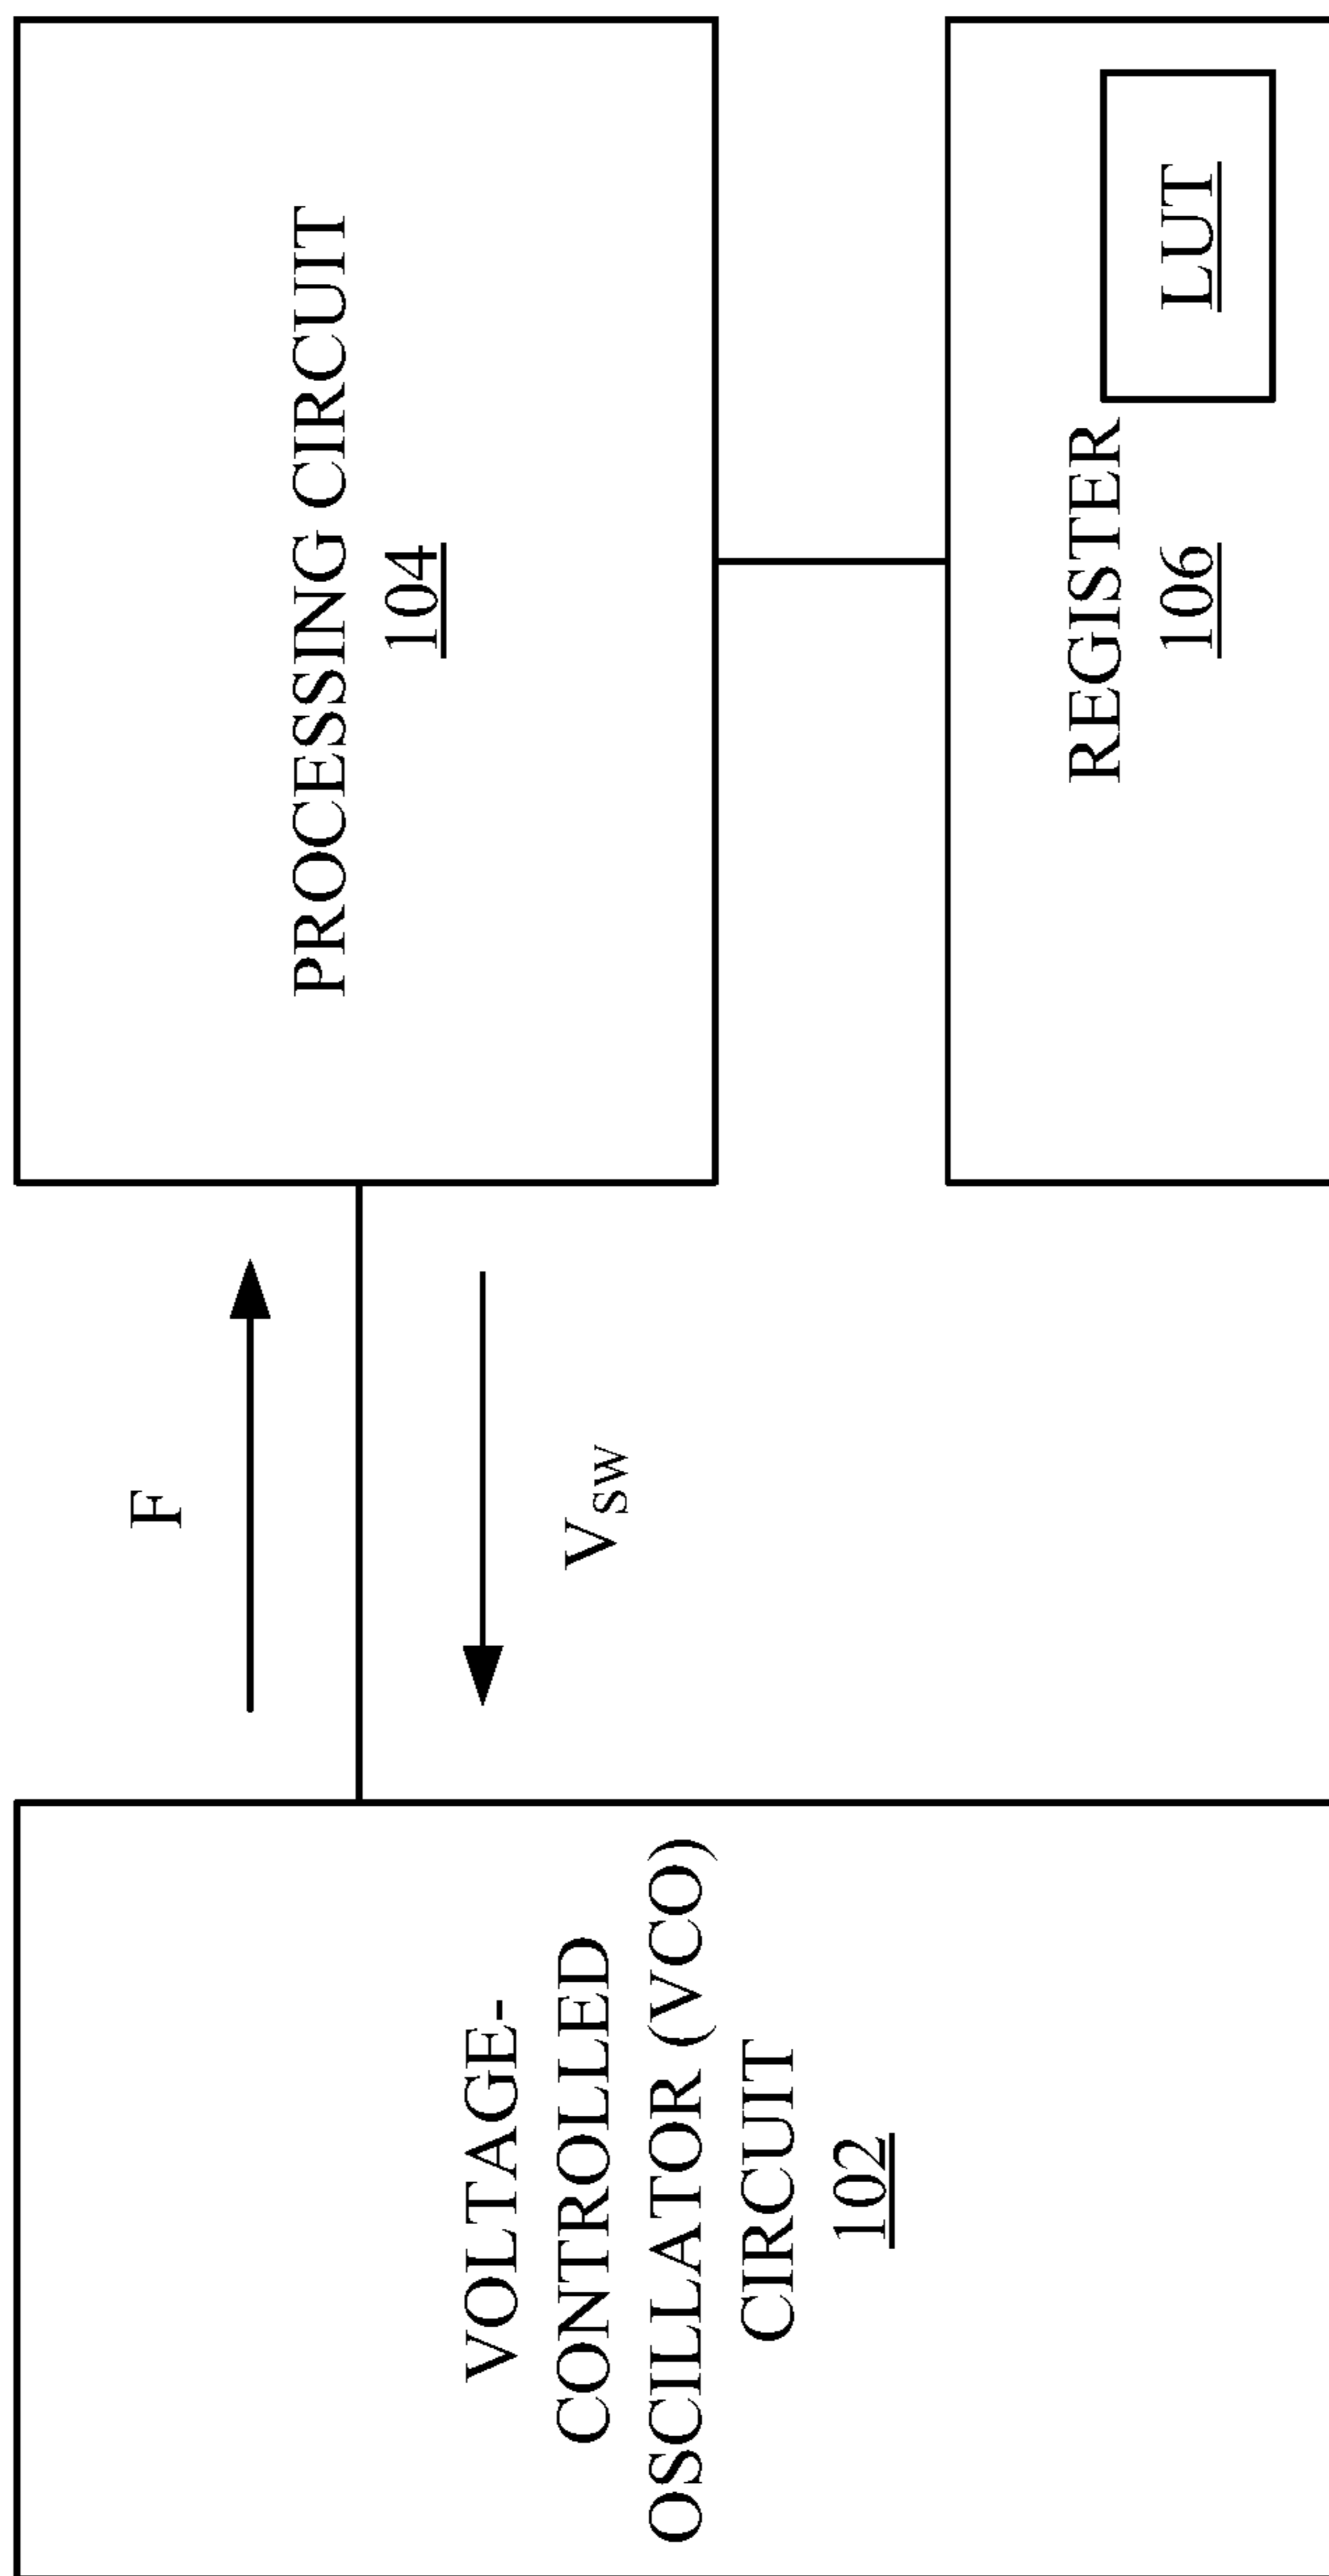 VOLTAGE-
CONTROLLED
OSCILLATOR (VCO)
CIRCUIT
102
F
VSW
PROCESSING CIRCUIT
104
REGISTER
106
LUT